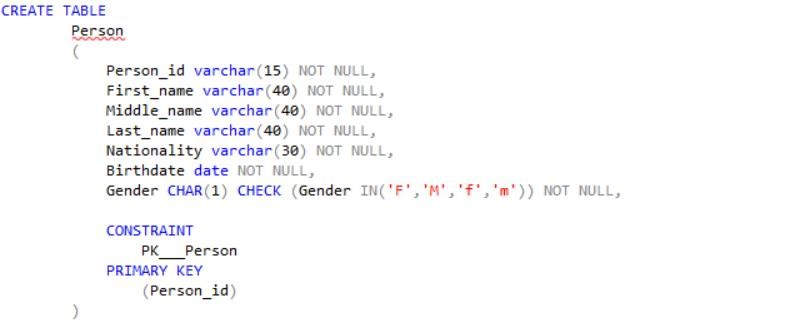 CREATE TABLE
Person
(
Person_id varchar(15) NOT NULL,
First_name varchar(40) NOT NULL,
Middle_name varchar(40) NOT NULL,
Last_name varchar(40) NOT NULL,
Nationality varchar(30) NOT NULL,
Birthdate date NOT NULL,
Gender CHAR(1) CHECK (Gender IN('F','M','f','m')) NOT NULL,
CONSTRAINT
PK___Person
PRIMARY KEY
(Person_id)
)